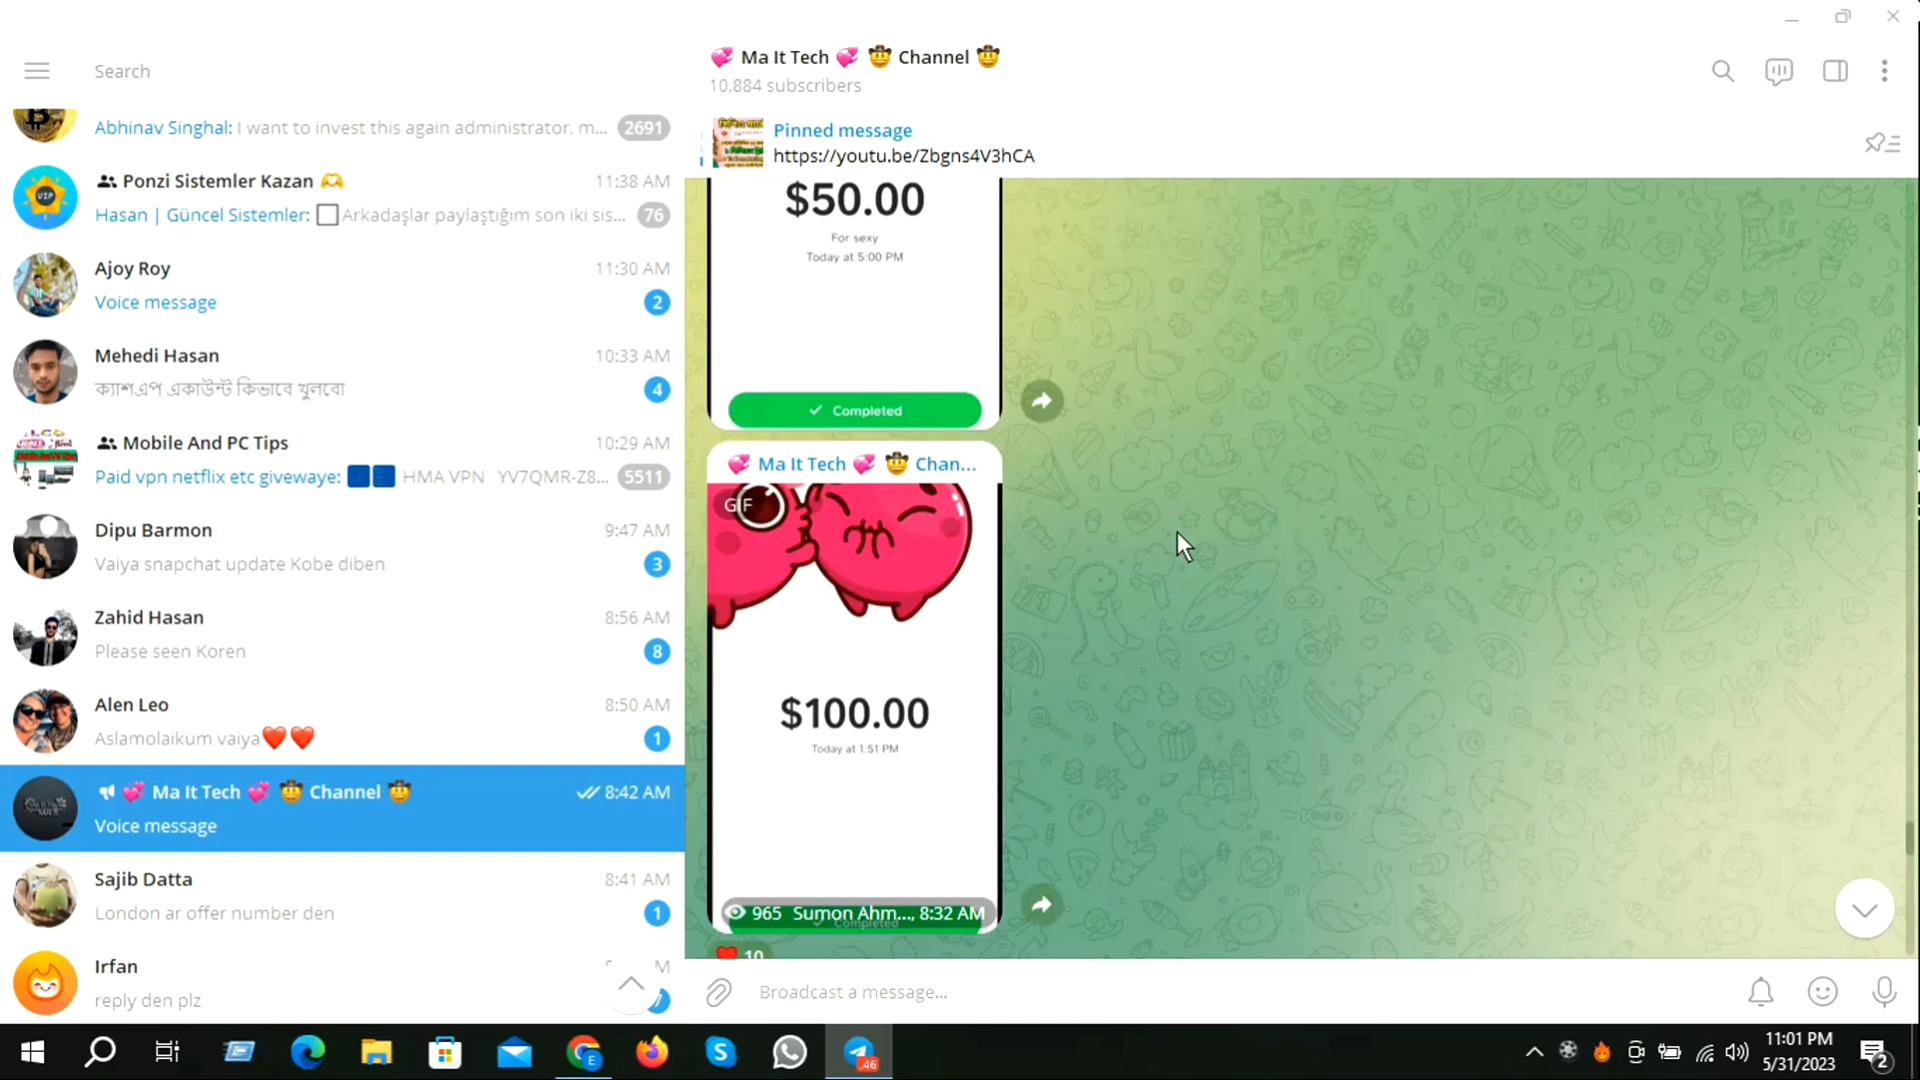 Search
Abhinav Singhal: I want to invest this again administrator. m... 2691
Ponzi Sistemler Kazan 🫶 11:38 AM
Hasan | Güncel Sistemler: Arkadaşlar paylaştığım son iki sis... 76
Ajoy Roy 11:30 AM
Voice message 2
Mehedi Hasan 10:33 AM
ক্যাশএপ একাউন্ট কিভাবে খুলবো 4
Mobile And PC Tips 10:29 AM
Paid vpn netflix etc givewaye: HMA VPN YV7QMR-Z8... 5511
Dipu Barmon 9:47 AM
Vaiya snapchat update Kobe diben 3
Zahid Hasan 8:56 AM
Please seen Koren 8
Alen Leo 8:50 AM
Aslamolaikum vaiya❤️❤️ 1
💞 Ma It Tech 💞 🤠 Channel 🤠 8:42 AM
Voice message
Sajib Datta 8:41 AM
London ar offer number den 1
Irfan
reply den plz
💞 Ma It Tech 💞 🤠 Channel 🤠
10,884 subscribers
Pinned message
https://youtu.be/Zbgns4V3hCA
$50.00
For sexy
Today at 5:00 PM
Completed
💞 Ma It Tech 💞 🤠 Chan...
GIF
$100.00
Today at 1:51 PM
965 Sumon Ahm..., 8:32 AM
Completed
❤️ 10
Broadcast a message...
.46
11:01 PM
5/31/2023
2